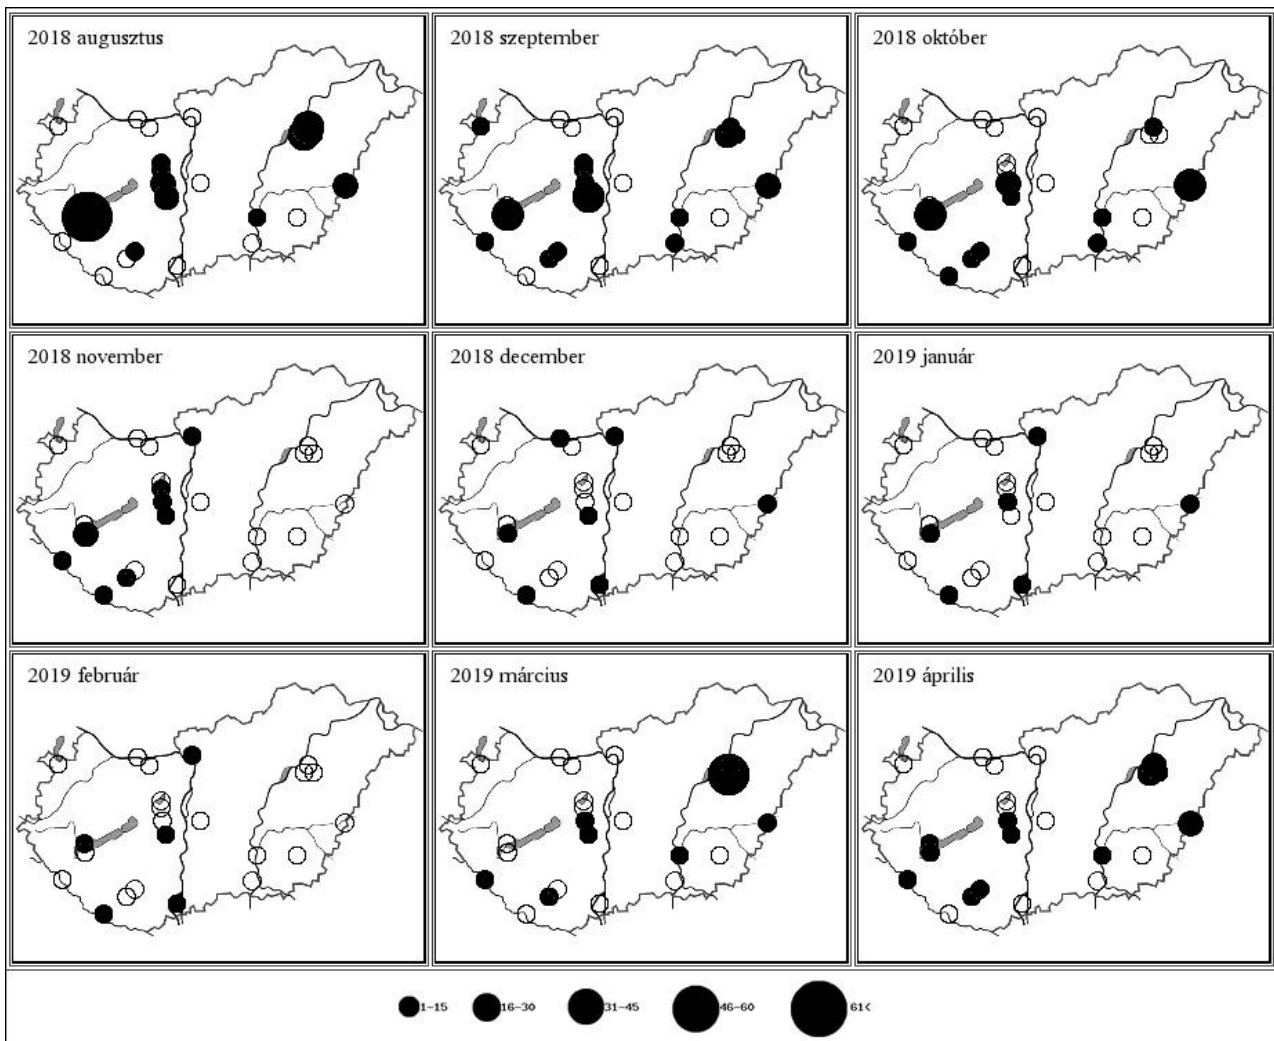 2018 augusztus
2018 szeptember
2018 október
2018 november
2018 december
2019 január
2019 február
2019 március
2019 április
1-15 16-30 31-45 46-60 61<